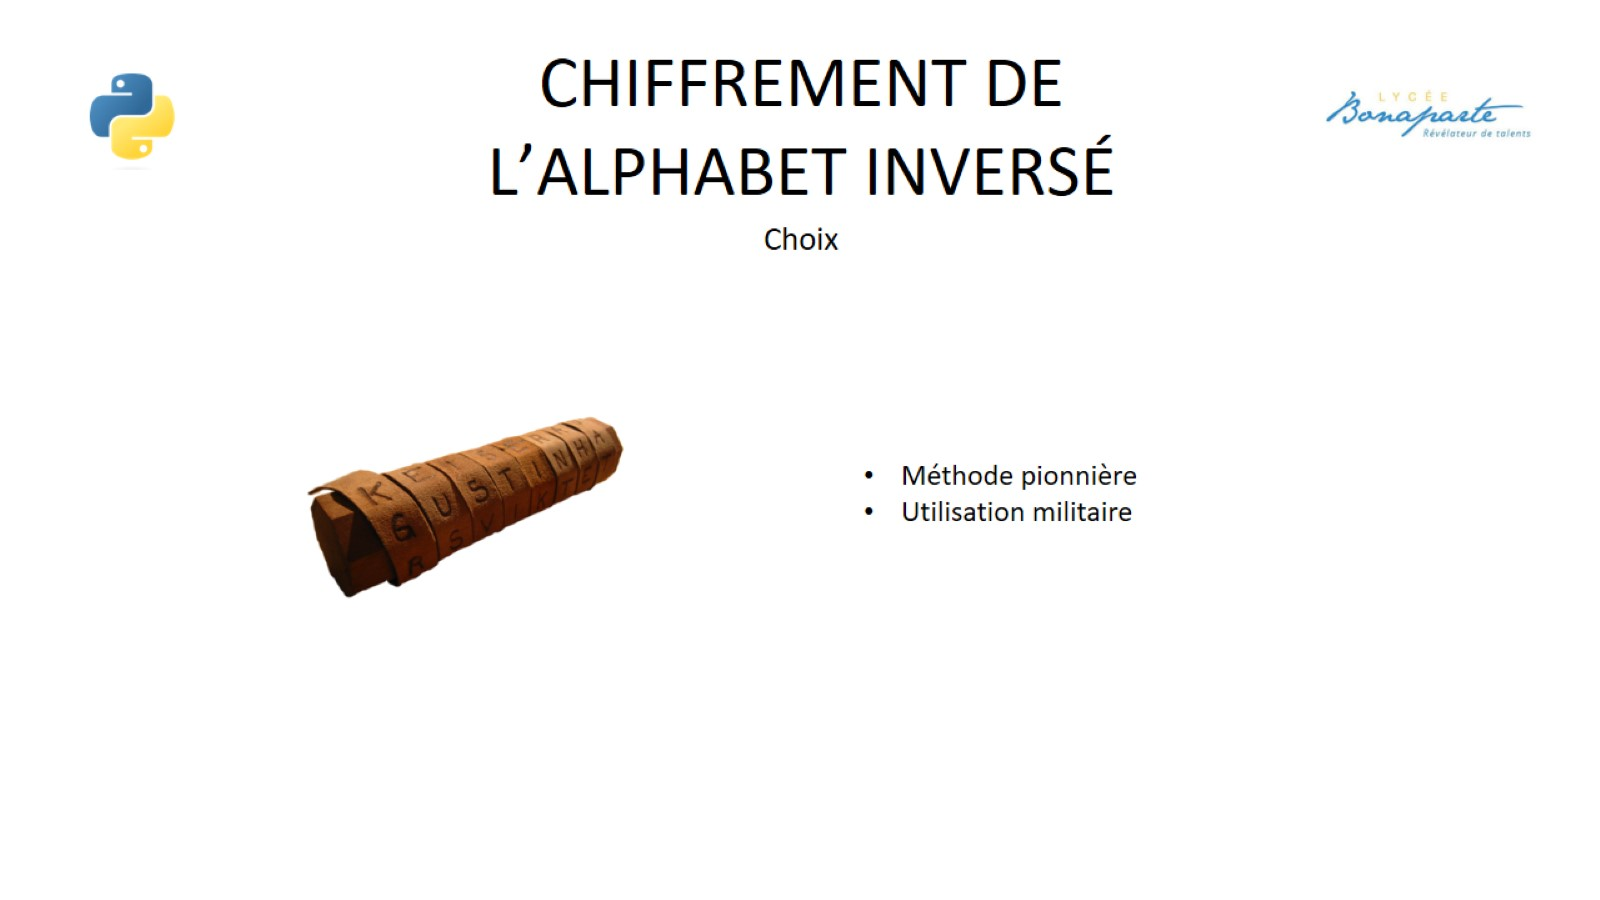 CHIFFREMENT DE
L’ALPHABET INVERSÉ
Choix
LYCÉE
Bonaparte
Révélateur de talents
K E
G U S T I N H A
R S V I K T E
• Méthode pionnière
• Utilisation militaire